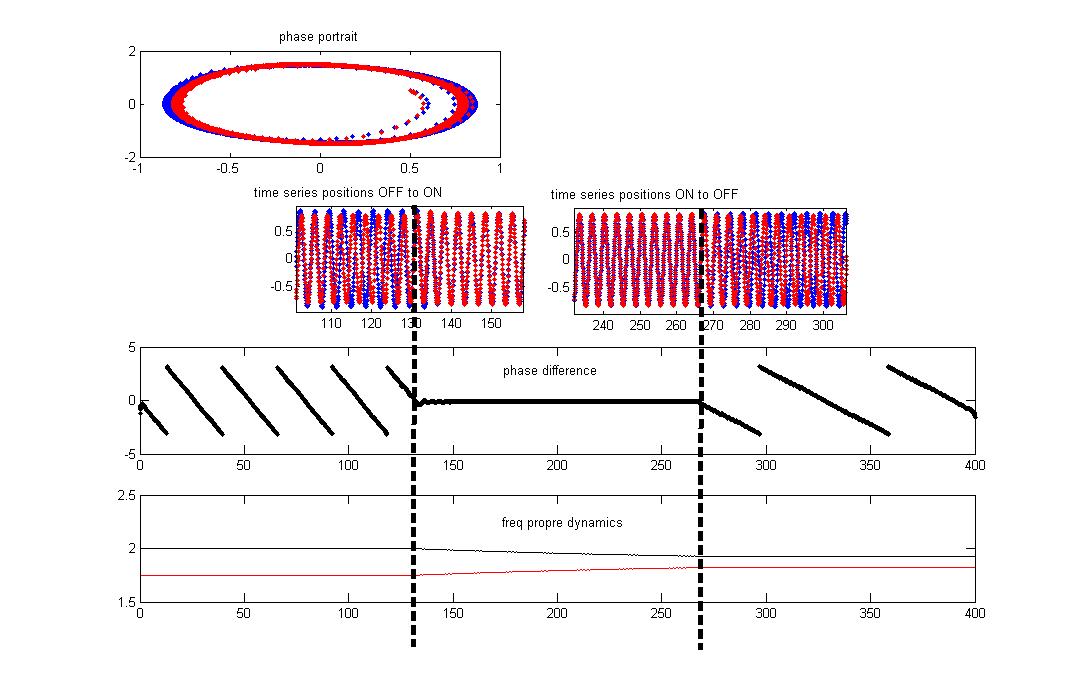 phase portrait
2
0
-2
-1 -0.5 0 0.5 1
time series positions OFF to ON
0.5
0
-0.5
110 120 130 140 150
time series positions ON to OFF
0.5
0
-0.5
240 250 260 270 280 290 300
phase difference
5
0
-5
0 50 100 150 200 250 300 350 400
freq propre dynamics
2.5
2
1.5
0 50 100 150 200 250 300 350 400